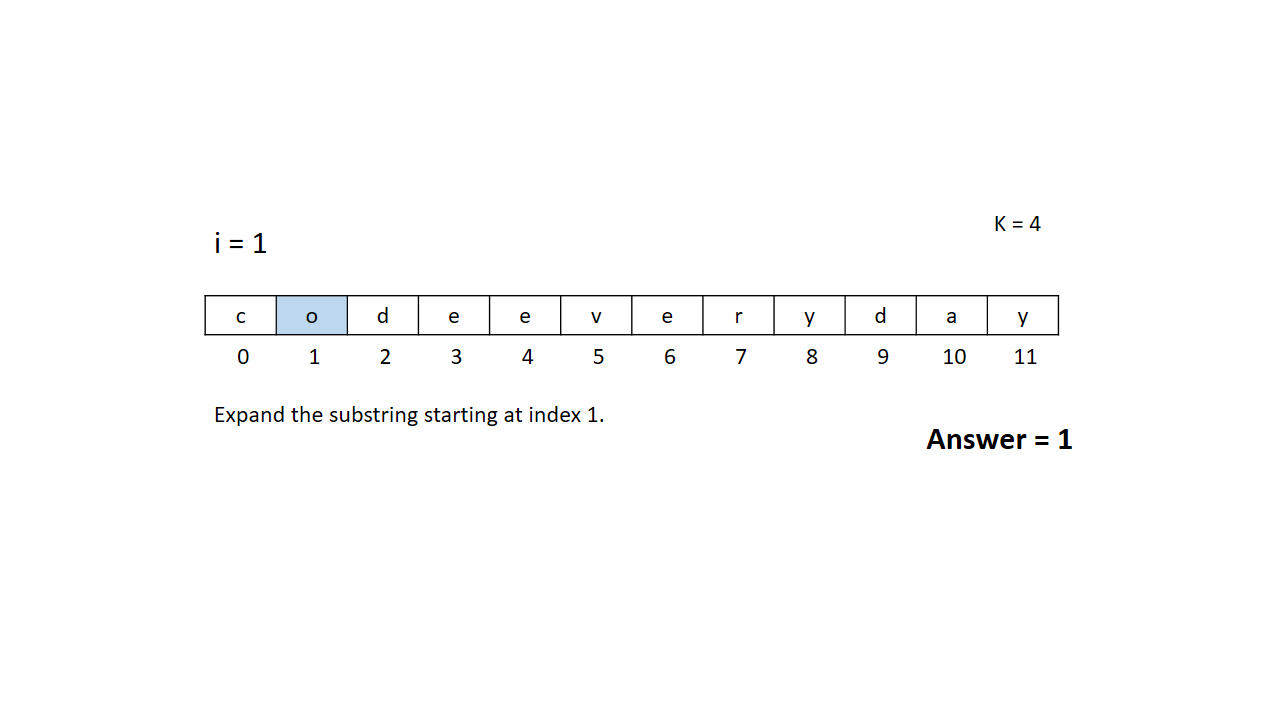 K = 4
i = 1
c o d e e v e r y d a y
0 1 2 3 4 5 6 7 8 9 10 11
Expand the substring starting at index 1.
Answer = 1